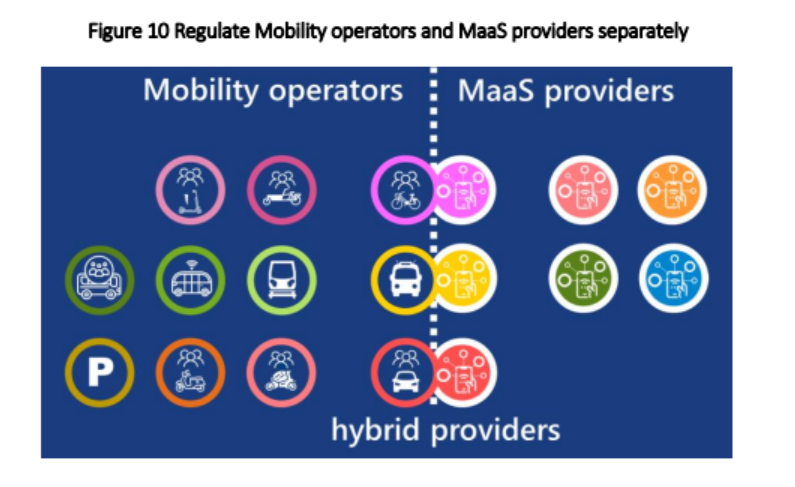 Figure 10 Regulate Mobility operators and MaaS providers separately
Mobility operators
MaaS providers
P
hybrid providers